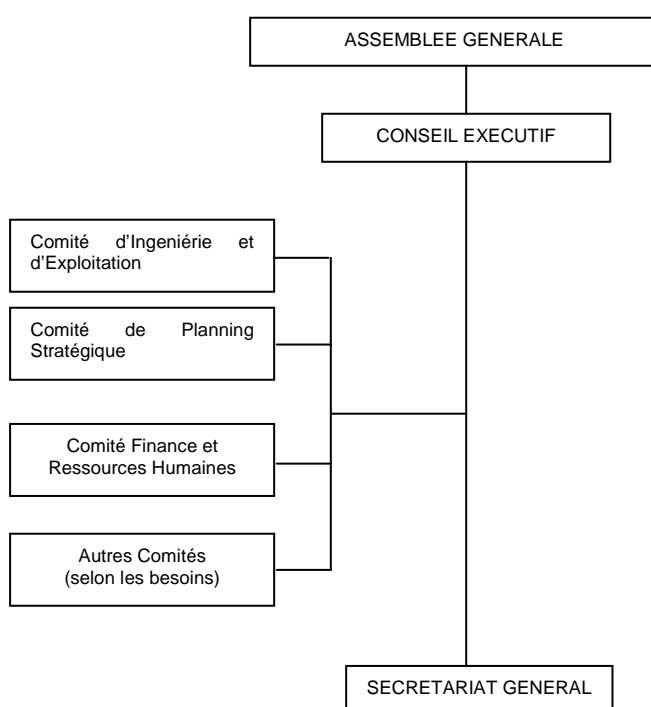 ASSEMBLEE GENERALE
CONSEIL EXECUTIF
Comité d'Ingeniérie et
d'Exploitation
Comité de Planning
Stratégique
Comité Finance et
Ressources Humaines
Autres Comités
(selon les besoins)
SECRETARIAT GENERAL